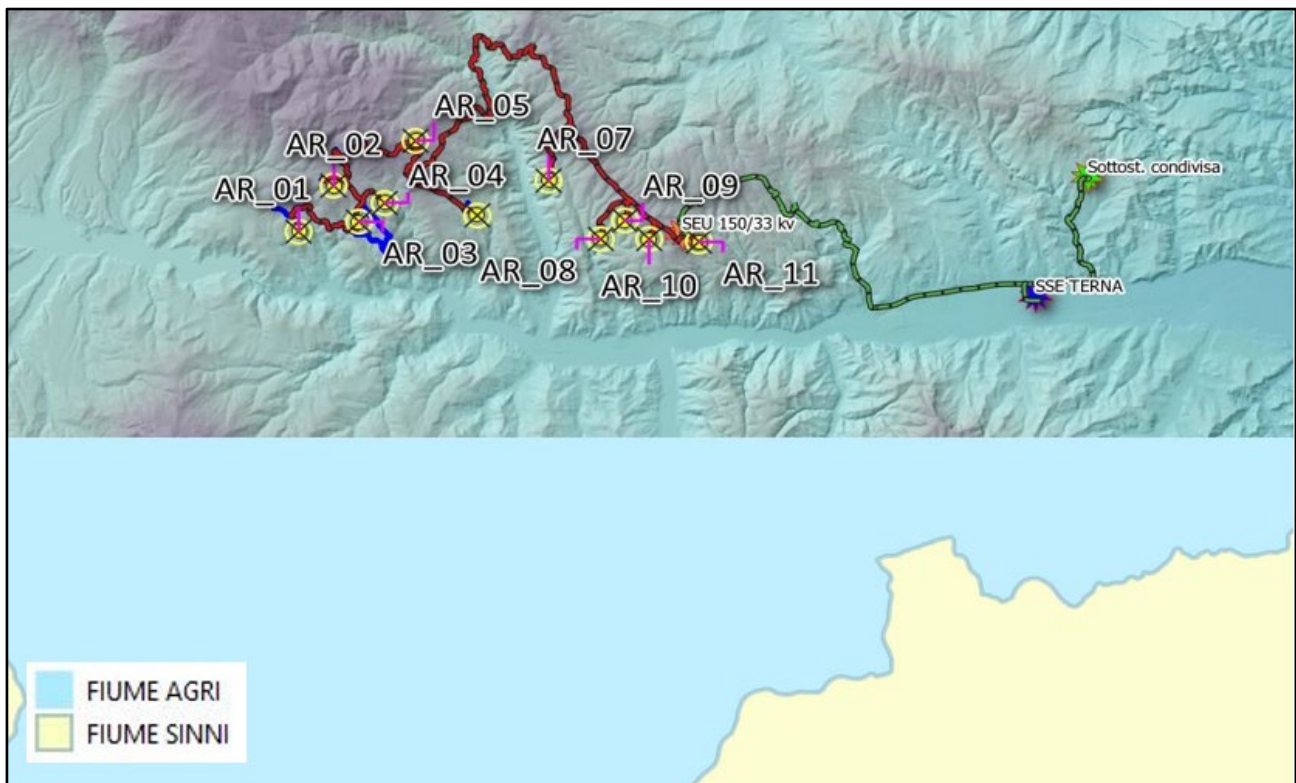 AR_05
AR_02
AR_07
AR_04
AR_01
AR_09
Sottost. condivisa
SEU 150/33 kv
AR_03
AR_08
AR_10
AR_11
SSE TERNA
FIUME AGRI
FIUME SINNI